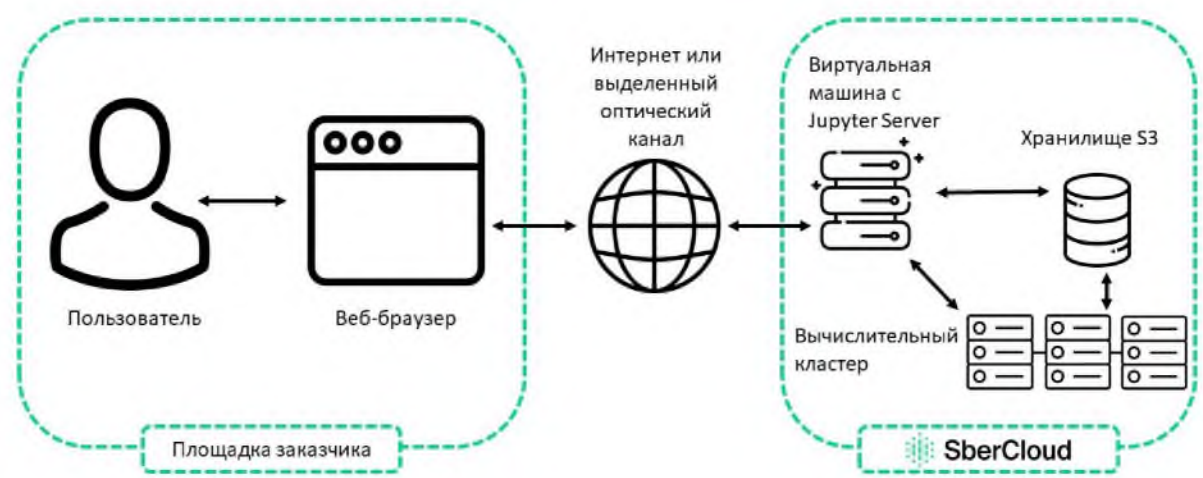 Интернет или
выделенный
оптический
канал
Виртуальная
машина с
Jupyter Server
Хранилище S3
Пользователь
Веб-браузер
Вычислительный
кластер
Площадка заказчика
SberCloud